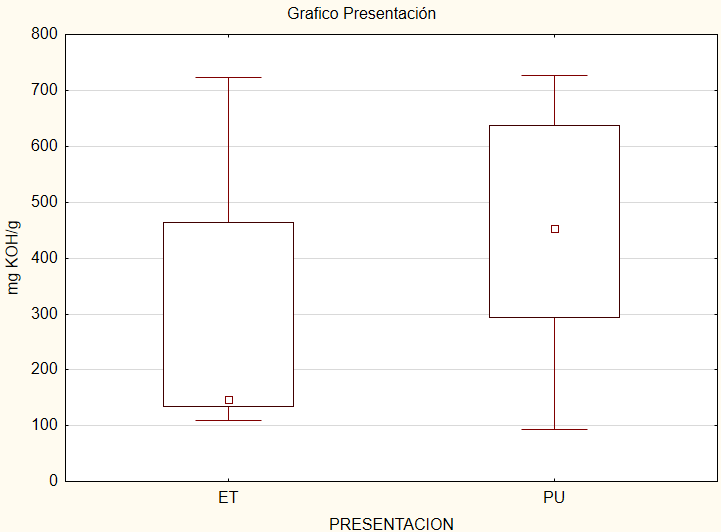 Grafico Presentación
800
700
600
500
400
300
200
100
0
mg KOH/g
ET PU
PRESENTACION